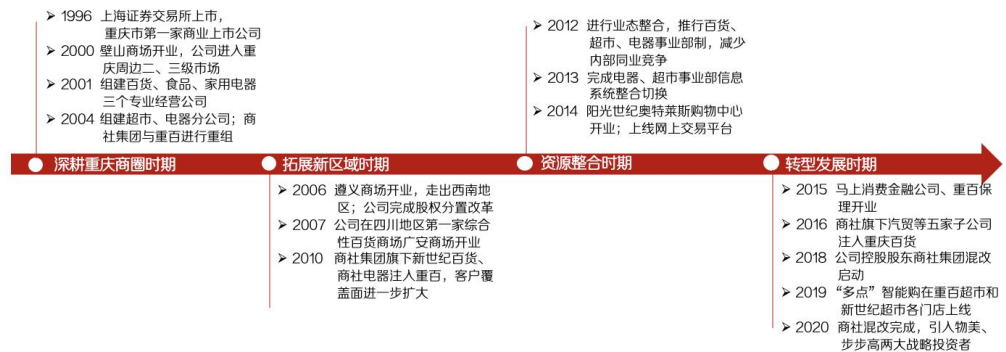 ➢ 1996 上海证券交易所上市，
重庆市第一家商业上市公司
➢ 2000 壁山商场开业，公司进入重
庆周边二、三级市场
➢ 2001 组建百货、食品、家用电器
三个专业经营公司
➢ 2004 组建超市、电器分公司；商
社集团与重百进行重组
➢ 2012 进行业态整合，推行百货、
超市、电器事业部制，减少
内部同业竞争
➢ 2013 完成电器、超市事业部信息
系统整合切换
➢ 2014 阳光世纪奥特莱斯购物中心
开业；上线网上交易平台
深耕重庆商圈时期
拓展新区域时期
资源整合时期
转型发展时期
➢ 2006 遵义商场开业，走出西南地
区；公司完成股权分置改革
➢ 2007 公司在四川地区第一家综合
性百货商场广安商场开业
➢ 2010 商社集团旗下新世纪百货、
商社电器注入重百，客户覆
盖面进一步扩大
➢ 2015 马上消费金融公司、重百保
理开业
➢ 2016 商社旗下汽贸等五家子公司
注入重庆百货
➢ 2018 公司控股股东商社集团混改
启动
➢ 2019 “多点”智能购在重百超市和
新世纪超市各门店上线
➢ 2020 商社混改完成，引入物美、
步步高两大战略投资者